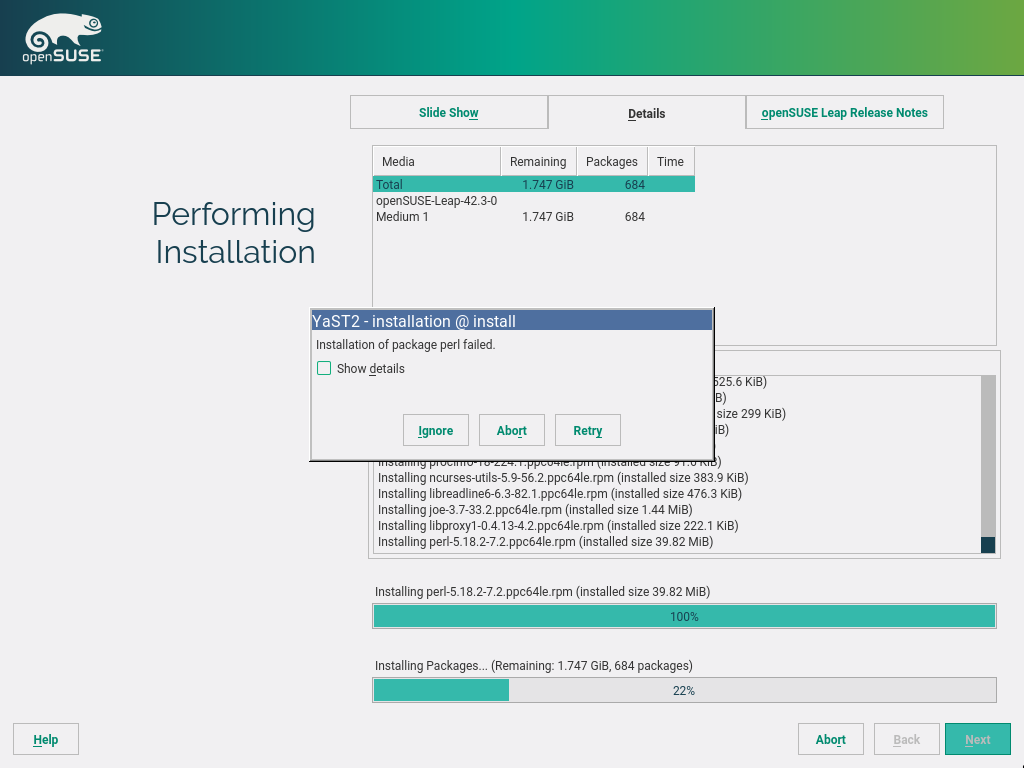 openSUSE
Slide Show
Details
openSUSE Leap Release Notes
Media Remaining Packages Time
Total 1.747 GiB 684
openSUSE-Leap-42.3-0
Medium 1 1.747 GiB 684
Performing
Installation
YaST2 - installation @ install
Installation of package perl failed.
Show details
Ignore
Abort
Retry
525.6 KiB)
B)
size 299 KiB)
iB)
Installing procinfo-18-224.1.ppc64le.rpm (installed size 91.6 KiB)
Installing ncurses-utils-5.9-56.2.ppc64le.rpm (installed size 383.9 KiB)
Installing libreadline6-6.3-82.1.ppc64le.rpm (installed size 476.3 KiB)
Installing joe-3.7-33.2.ppc64le.rpm (installed size 1.44 MiB)
Installing libproxy1-0.4.13-4.2.ppc64le.rpm (installed size 222.1 KiB)
Installing perl-5.18.2-7.2.ppc64le.rpm (installed size 39.82 MiB)
Installing perl-5.18.2-7.2.ppc64le.rpm (installed size 39.82 MiB)
100%
Installing Packages... (Remaining: 1.747 GiB, 684 packages)
22%
Help
Abort
Back
Next